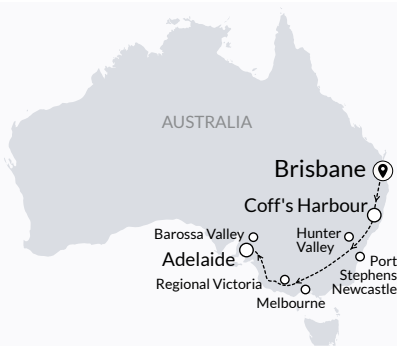 AUSTRALIA
Brisbane
Coff's Harbour
Barossa Valley
Hunter
Valley
Adelaide
Port
Stephens
Newcastle
Regional Victoria
Melbourne